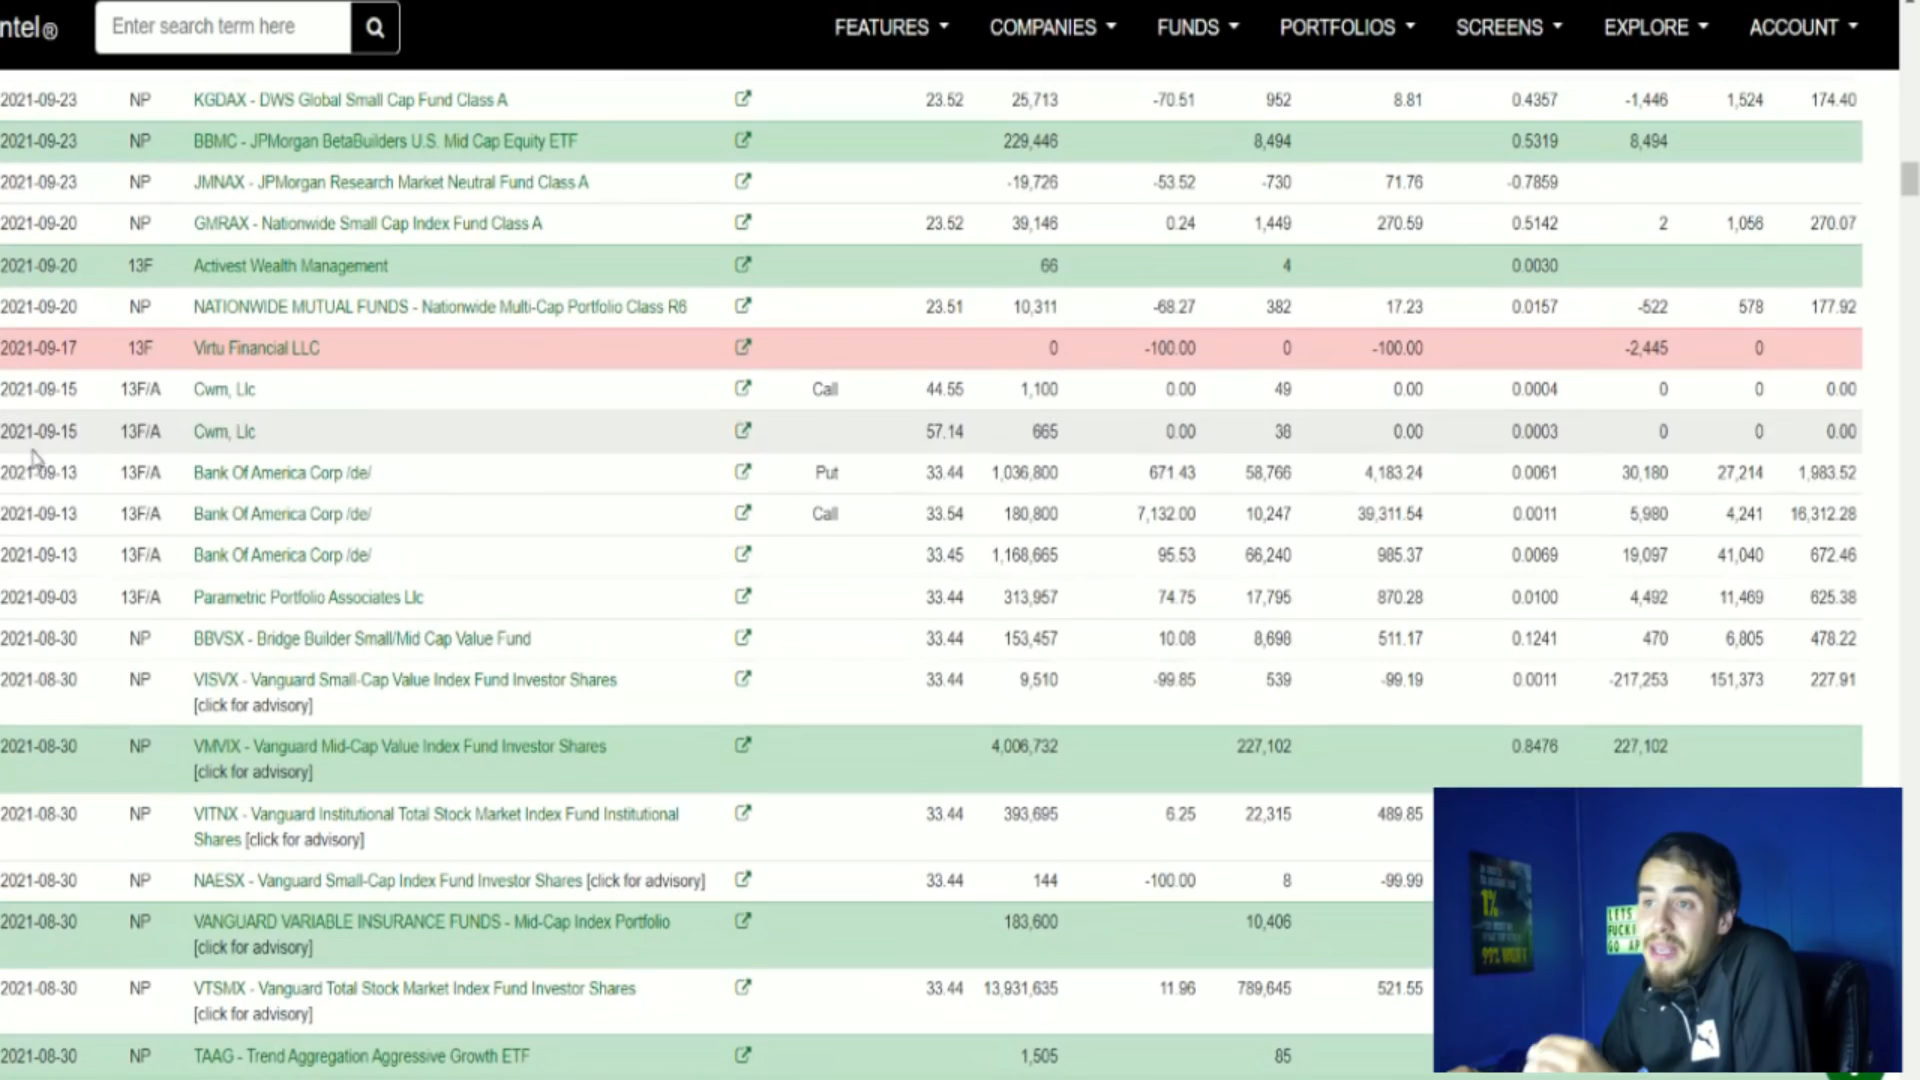 ntel®
Enter search term here
FEATURES COMPANIES FUNDS PORTFOLIOS SCREENS EXPLORE ACCOUNT
2021-09-23 NP KGDAX - DWS Global Small Cap Fund Class A 23.52 25,713 -70.51 952 8.81 0.4357 -1,446 1,524 174.40
2021-09-23 NP BBMC - JPMorgan BetaBuilders U.S. Mid Cap Equity ETF 229,446 8,494 0.5319 8,494
2021-09-23 NP JMNAX - JPMorgan Research Market Neutral Fund Class A -19,726 -53.52 -730 71.76 -0.7859
2021-09-20 NP GMRAX - Nationwide Small Cap Index Fund Class A 23.52 39,146 0.24 1,449 270.59 0.5142 2 1,056 270.07
2021-09-20 13F Activest Wealth Management 66 4 0.0030
2021-09-20 NP NATIONWIDE MUTUAL FUNDS - Nationwide Multi-Cap Portfolio Class R6 23.51 10,311 -68.27 382 17.23 0.0157 -522 578 177.92
2021-09-17 13F Virtu Financial LLC 0 -100.00 0 -100.00 -2,445 0
2021-09-15 13F/A Cwm, Llc Call 44.55 1,100 0.00 49 0.00 0.0004 0 0 0.00
2021-09-15 13F/A Cwm, Llc 57.14 665 0.00 38 0.00 0.0003 0 0 0.00
2021-09-13 13F/A Bank Of America Corp /de/ Put 33.44 1,036,800 671.43 58,766 4,183.24 0.0061 30,180 27,214 1,983.52
2021-09-13 13F/A Bank Of America Corp /de/ Call 33.54 180,800 7,132.00 10,247 39,311.54 0.0011 5,980 4,241 16,312.28
2021-09-13 13F/A Bank Of America Corp /de/ 33.45 1,168,665 95.53 66,240 985.37 0.0069 19,097 41,040 672.46
2021-09-03 13F/A Parametric Portfolio Associates Llc 33.44 313,957 74.75 17,795 870.28 0.0100 4,492 11,469 625.38
2021-08-30 NP BBVSX - Bridge Builder Small/Mid Cap Value Fund 33.44 153,457 10.08 8,698 511.17 0.1241 470 6,805 478.22
2021-08-30 NP VISVX - Vanguard Small-Cap Value Index Fund Investor Shares 33.44 9,510 -99.85 539 -99.19 0.0011 -217,253 151,373 227.91
[click for advisory]
2021-08-30 NP VMVIX - Vanguard Mid-Cap Value Index Fund Investor Shares 4,006,732 227,102 0.8476 227,102
[click for advisory]
2021-08-30 NP VITNX - Vanguard Institutional Total Stock Market Index Fund Institutional 33.44 393,695 6.25 22,315 489.85
Shares [click for advisory]
2021-08-30 NP NAESX - Vanguard Small-Cap Index Fund Investor Shares [click for advisory] 33.44 144 -100.00 8 -99.99
2021-08-30 NP VANGUARD VARIABLE INSURANCE FUNDS - Mid-Cap Index Portfolio 183,600 10,406
[click for advisory]
2021-08-30 NP VTSMX - Vanguard Total Stock Market Index Fund Investor Shares 33.44 13,931,635 11.96 789,645 521.55
[click for advisory]
2021-08-30 NP TAAG - Trend Aggregation Aggressive Growth ETF 1,505 85
1%
LETS
FUCKI
GO AP